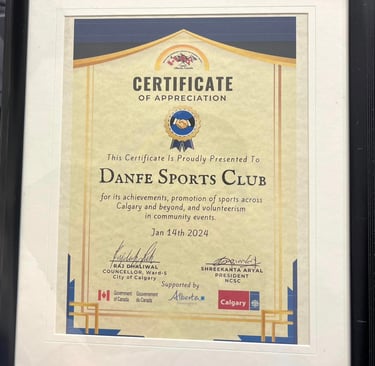 CERTIFICATE
OF APPRECIATION
This Certificate Is Proudly Presented To
DANFE SPORTS CLUB
for its achievements, promotion of sports across
Calgary and beyond, and volunteerism
in community events.
Jan 14th 2024
RAJ DHALIWAL
COUNCELLOR, Ward-5
City of Calgary
SHREEKANTA ARYAL
PRESIDENT
NCSC
Supported by
Government of Canada
Gouvernement du Canada
Alberta
Calgary